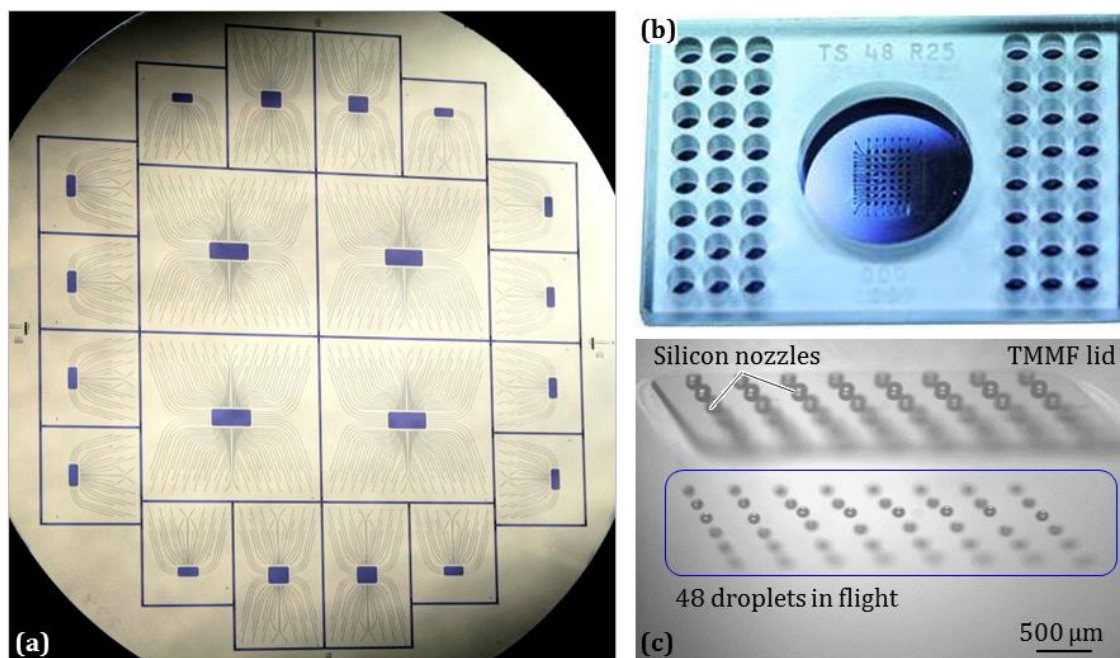 (a)
(b)
TS 48 R25
Silicon nozzles
TMMF lid
48 droplets in flight
500 µm
(c)